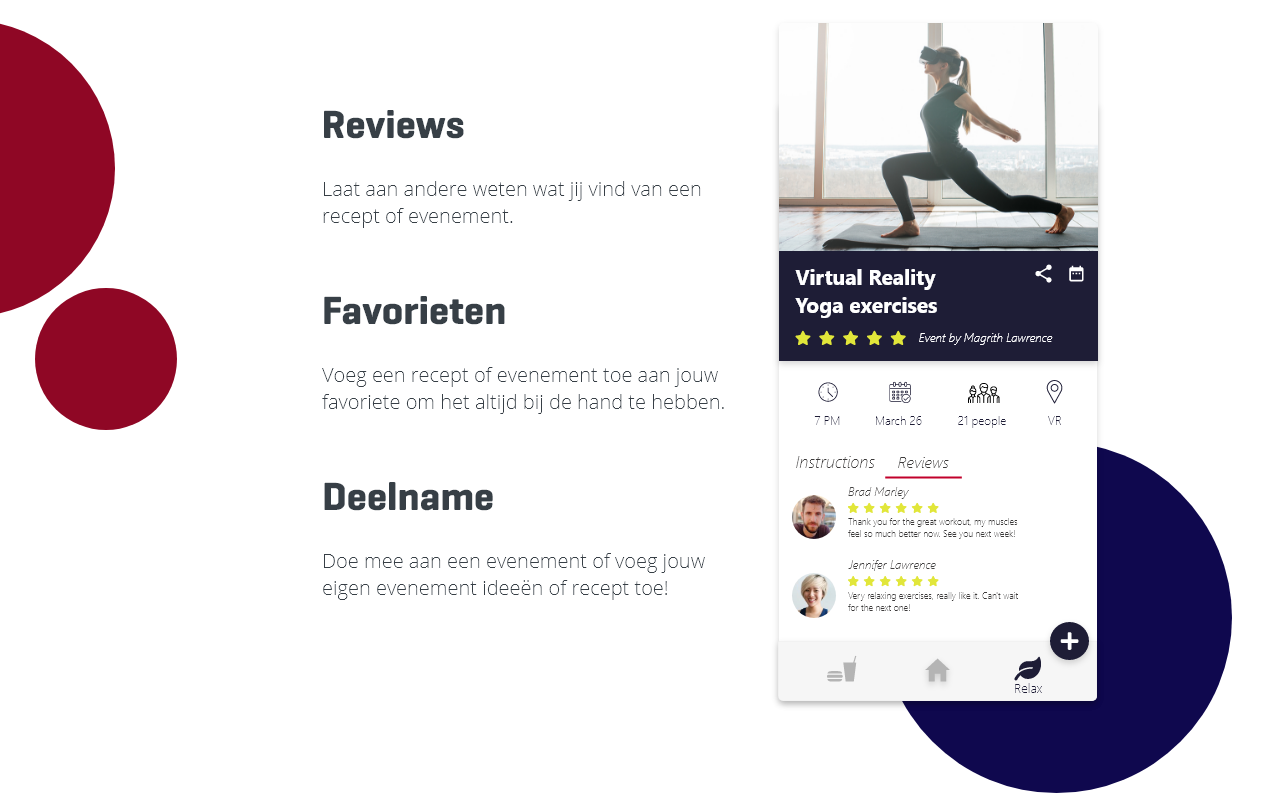 Reviews
Laat aan andere weten wat jij vind van een
recept of evenement.
Favorieten
Voeg een recept of evenement toe aan jouw
favoriete om het altijd bij de hand te hebben.
Deelname
Doe mee aan een evenement of voeg jouw
eigen evenement ideeën of recept toe!
Virtual Reality
Yoga exercises
Event by Magrith Lawrence
7 PM March 26 21 people VR
Instructions Reviews
Brad Marley
Thank you for the great workout, my muscles
feel so much better now. See you next week!
Jennifer Lawrence
Very relaxing exercises, really like it. Can't wait
for the next one!
Relax